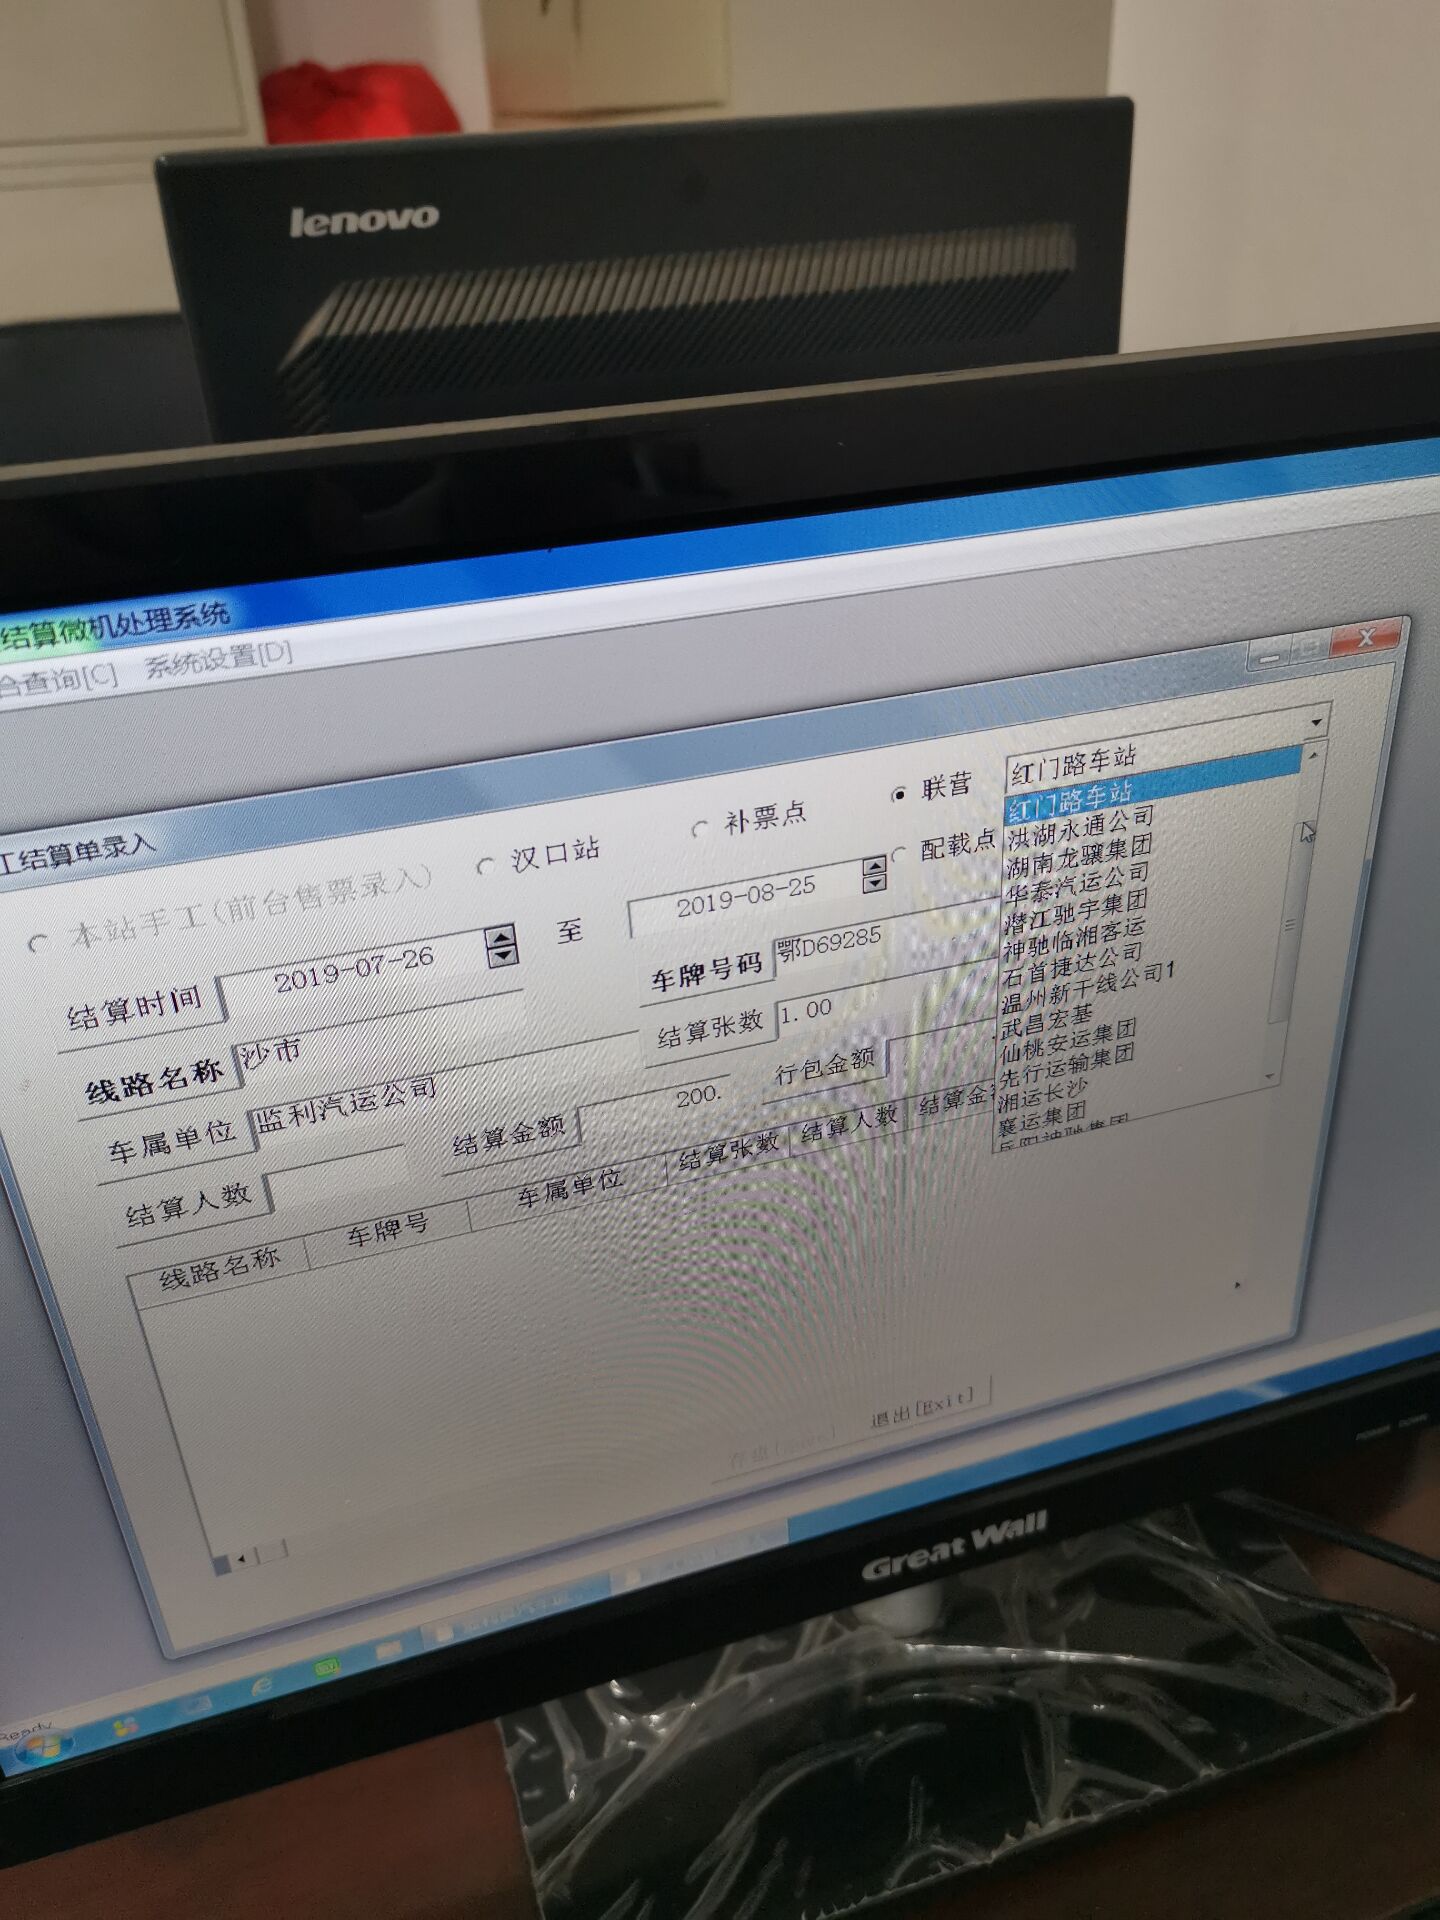 lenovo
结算微机处理系统
台查询[C] 系统设置[D]
工结算单录入
本站手工(前台售票录入) 汉口站 补票点 联营 红门路车站
配载点
红门路车站
洪湖永通公司
湖南龙骧集团
华泰汽运公司
潜江驰宇集团
神驰临湘客运
石首捷达公司
温州新干线公司1
武昌宏基
仙桃安运集团
先行运输集团
湘运长沙
襄运集团
结算时间 2019-07-26 至 2019-08-25
线路名称 沙市 车牌号码 鄂D69285
车属单位 监利汽运公司 结算张数 1.00
结算人数 结算金额 200. 行包金额
线路名称 车牌号 车属单位 结算张数 结算人数 结算金
退出[Exit]
Great Wall
Ready